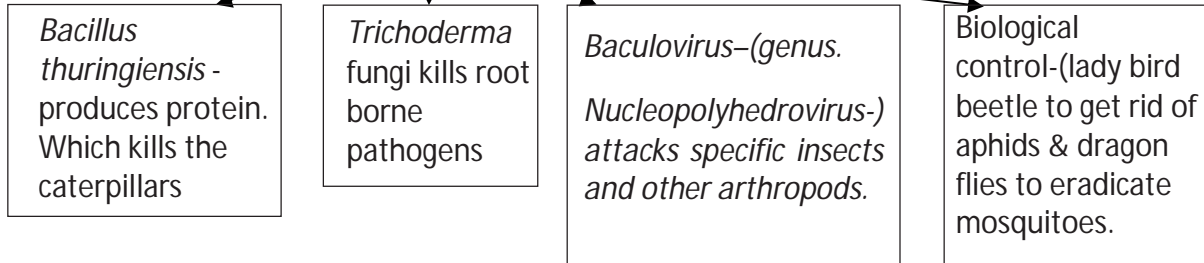 Bacillus
thuringiensis -
produces protein.
Which kills the
caterpillars
Trichoderma
fungi kills root
borne
pathogens
Baculovirus–(genus.
Nucleopolyhedrovirus-)
attacks specific insects
and other arthropods.
Biological
control-(lady bird
beetle to get rid of
aphids & dragon
flies to eradicate
mosquitoes.